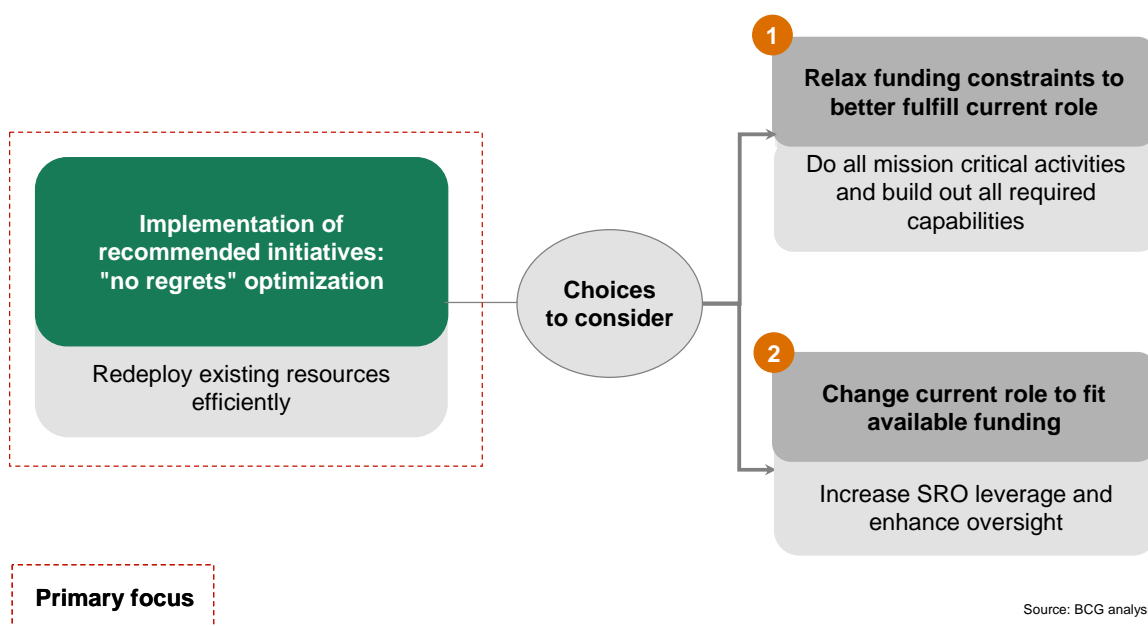 Implementation of
recommended initiatives:
"no regrets" optimization
Redeploy existing resources
efficiently
Choices
to consider
1
Relax funding constraints to
better fulfill current role
Do all mission critical activities
and build out all required
capabilities
2
Change current role to fit
available funding
Increase SRO leverage and
enhance oversight
Primary focus
Source: BCG analys